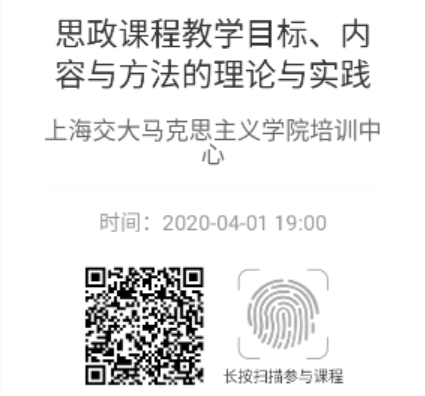 思政课程教学目标、内
容与方法的理论与实践
上海交大马克思主义学院培训中
心
时间：2020-04-01 19:00
长按扫描参与课程